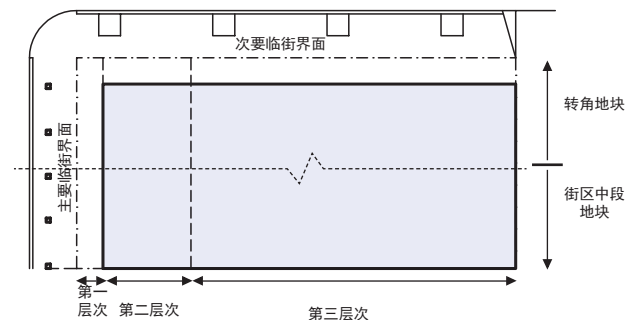 次要临街界面
转角地块
主要临街界面
街区中段
地块
第一
层次
第二层次
第三层次